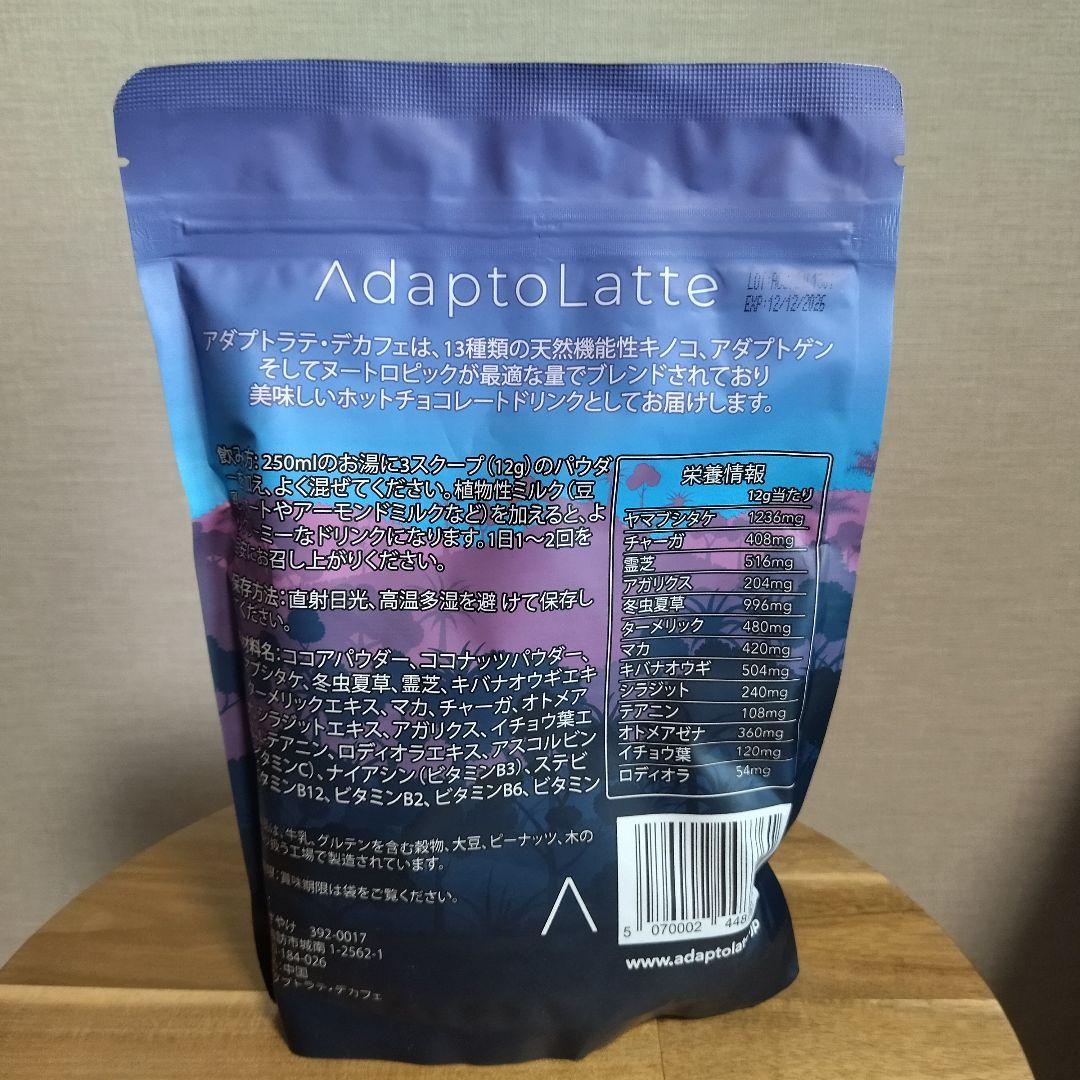 AdaptoLatte
EXP:12/12/2026
アダプトラテ・デカフェは、13種類の天然機能性キノコ、アダプトゲン
そしてヌートロピックが最適な量でブレンドされており
美味しいホットチョコレートドリンクとしてお届けします。
飲み方: 250mlのお湯に3スクープ(12g)のパウダ
ーを加え、よく混ぜてください。植物性ミルク(豆
ートやアーモンドミルクなど)を加えると、よ
ミーなドリンクになります。1日1〜2回を
にお召し上がりください。
保存方法:直射日光、高温多湿を避けて保存し
ください。
材料名:ココアパウダー、ココナッツパウダー、
ブシタケ、冬虫夏草、霊芝、キバナオウギエキ
ターメリックエキス、マカ、チャーガ、オトメア
シラジットエキス、アガリクス、イチョウ葉エ
テアニン、ロディオラエキス、アスコルビン
タミンC)、ナイアシン(ビタミンB3)、ステビ
タミンB12、ビタミンB2、ビタミンB6、ビタミン
は、牛乳、グルテンを含む穀物、大豆、ピーナッツ、木の
扱う工場で製造されています。
:賞味期限は袋をご覧ください。
やけ 392-0017
訪市城南 1-2562-1
184-026
中国
プトラテ・デカフェ
栄養情報
12g当たり
ヤマブシタケ 1236mg
チャーガ 408mg
霊芝 516mg
アガリクス 204mg
冬虫夏草 996mg
ターメリック 480mg
マカ 420mg
キバナオウギ 504mg
シラジット 240mg
テアニン 108mg
オトメアゼナ 360mg
イチョウ葉 120mg
ロディオラ 54mg
5 070002 448
www.adaptolatte